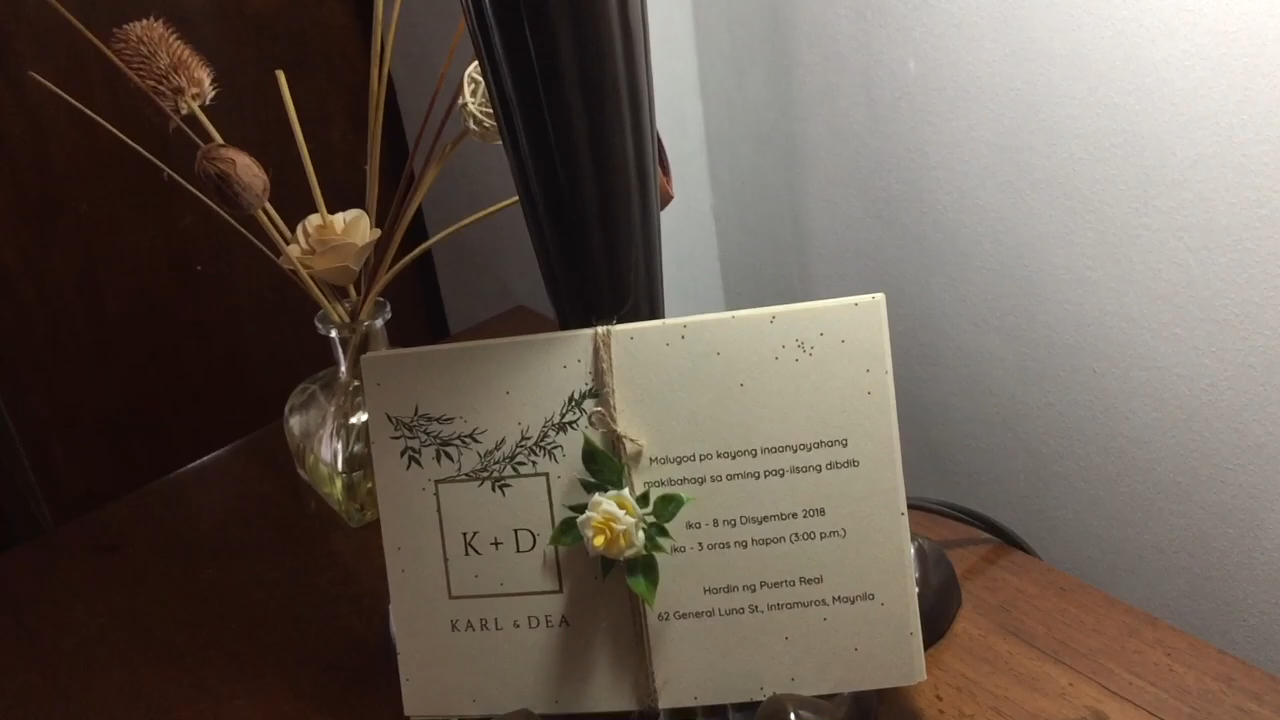 K + D
KARL & DEA
Malugod po kayong inaanyayahang
makibahagi sa aming pag-iisang dibdib
ika - 8 ng Disyembre 2018
ika - 3 oras ng hapon (3:00 p.m.)
Hardin ng Puerta Real
62 General Luna St., Intramuros, Maynila